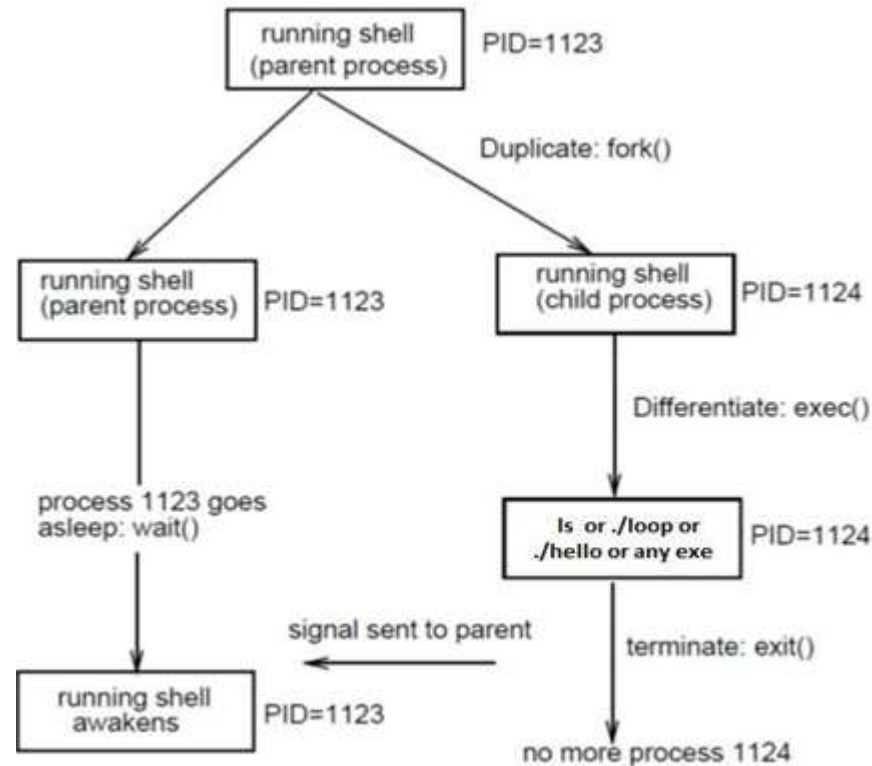 running shell
(parent process)
PID=1123
Duplicate: fork()
running shell
(parent process)
PID=1123
running shell
(child process)
PID=1124
Differentiate: exec()
process 1123 goes
asleep: wait()
ls or ./loop or
./hello or any exe
PID=1124
signal sent to parent
terminate: exit()
running shell
awakens
PID=1123
no more process 1124